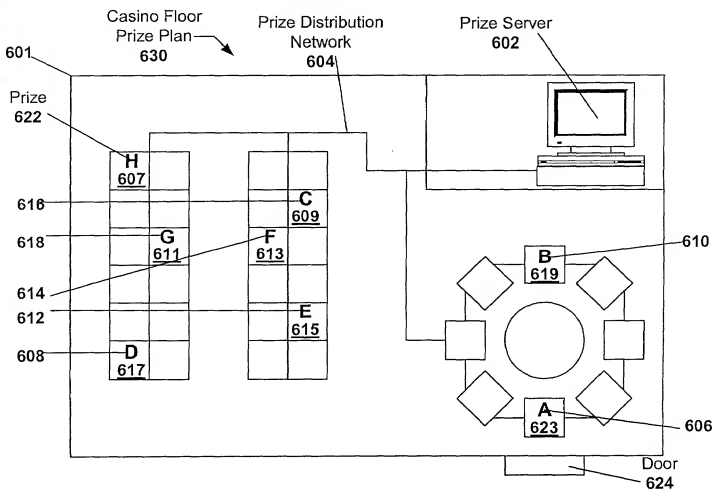 Casino Floor
Prize Plan
630
Prize Distribution
Network
604
Prize Server
602
601
Prize
622
H
607
616
C
609
618
G
611
F
613
B
619
610
614
612
E
615
608
D
617
A
623
606
Door
624